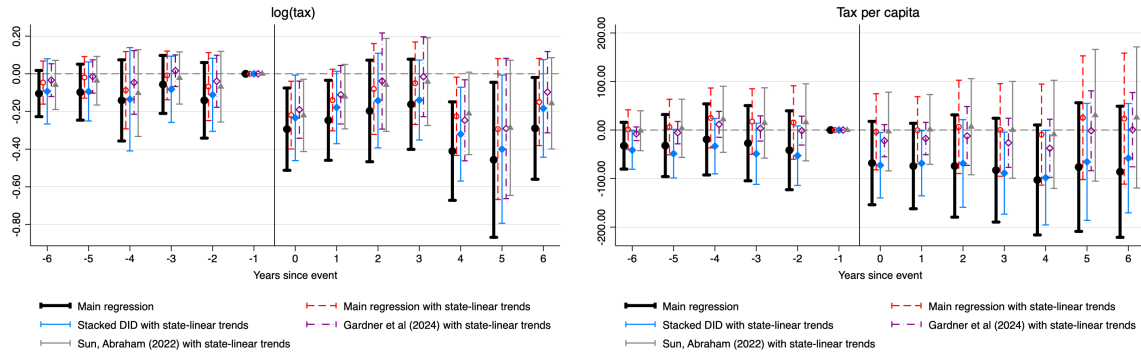 log(tax)
0.20
0.00
-0.20
-0.40
-0.60
-0.80
-6 -5 -4 -3 -2 -1 0 1 2 3 4 5 6
Years since event
Main regression
Main regression with state-linear trends
Stacked DID with state-linear trends
Gardner et al (2024) with state-linear trends
Sun, Abraham (2022) with state-linear trends
Tax per capita
200.00
100.00
0.00
-100.00
-200.00
-6 -5 -4 -3 -2 -1 0 1 2 3 4 5 6
Years since event
Main regression
Main regression with state-linear trends
Stacked DID with state-linear trends
Gardner et al (2024) with state-linear trends
Sun, Abraham (2022) with state-linear trends